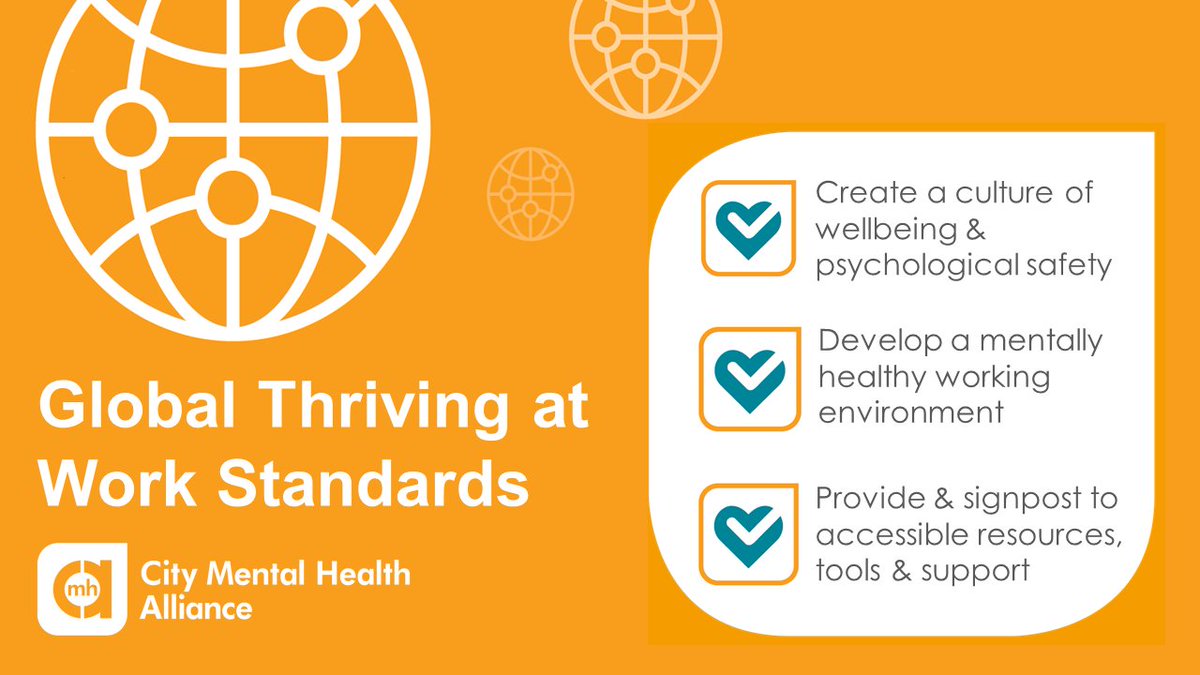 Global Thriving at
Work Standards
mh
City Mental Health
Alliance
Create a culture of
wellbeing &
psychological safety
Develop a mentally
healthy working
environment
Provide & signpost to
accessible resources,
tools & support